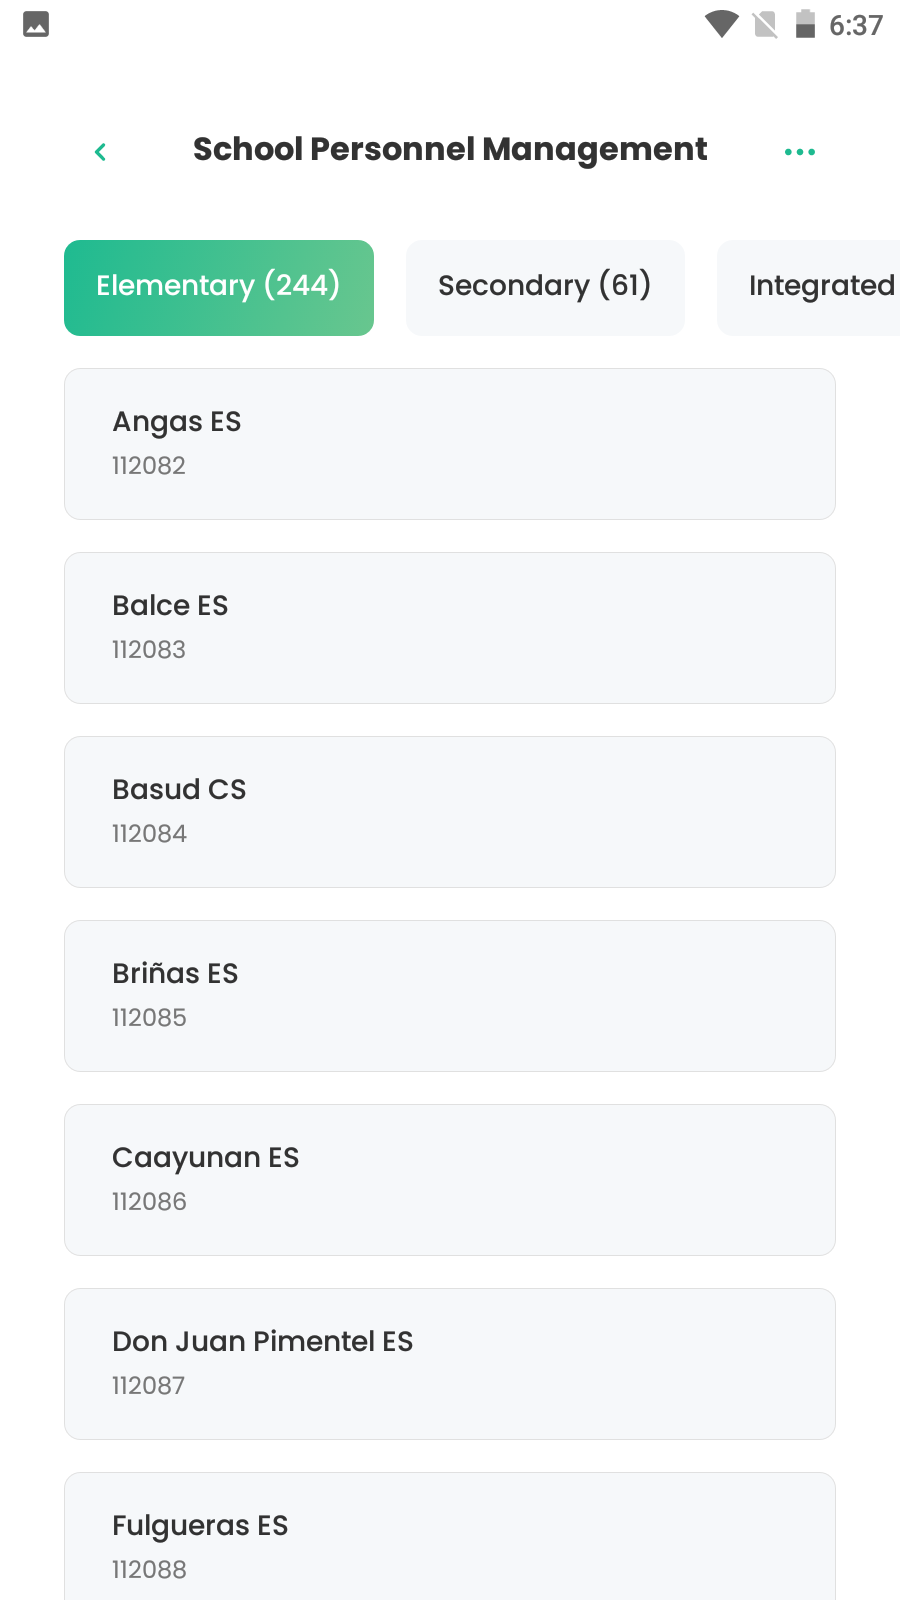 6:37
School Personnel Management
Elementary (244)
Secondary (61)
Integrated
Angas ES
112082
Balce ES
112083
Basud CS
112084
Briñas ES
112085
Caayunan ES
112086
Don Juan Pimentel ES
112087
Fulgueras ES
112088